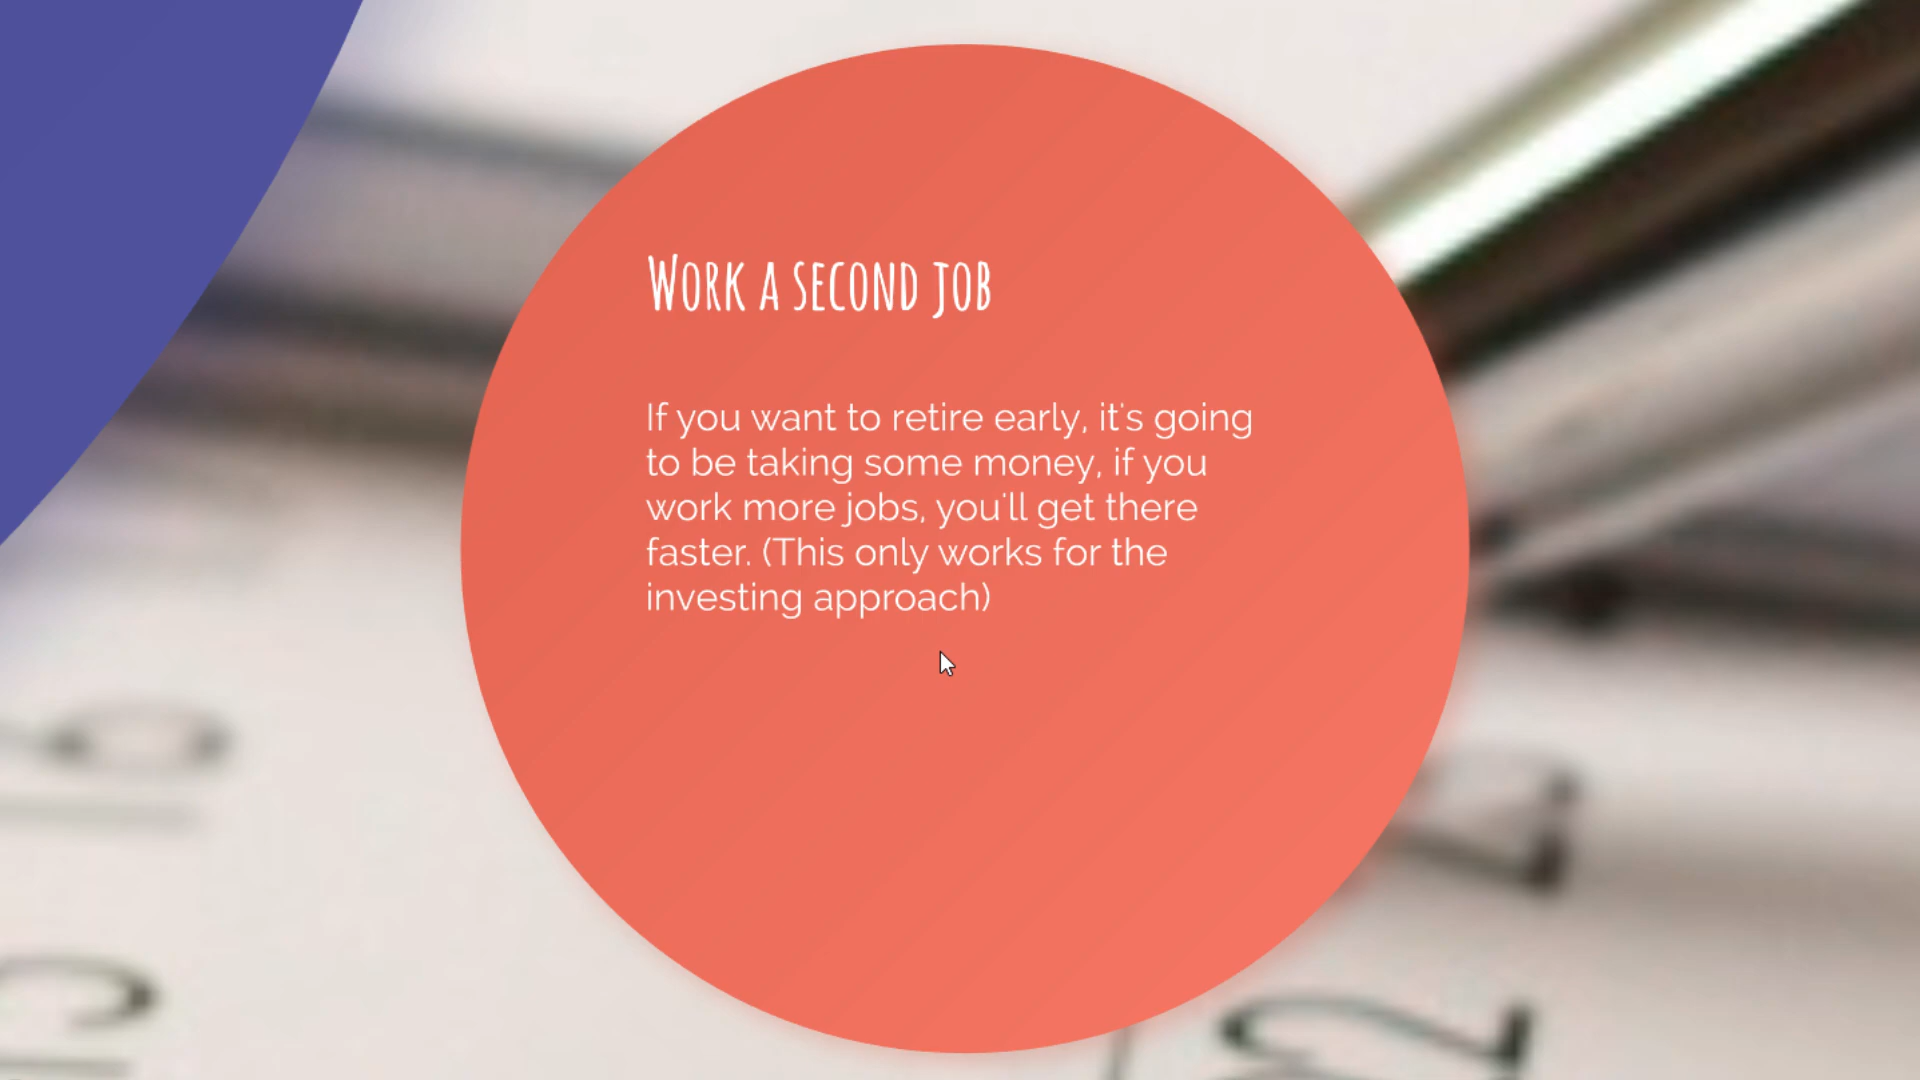 Work a second job
If you want to retire early, it's going
to be taking some money, if you
work more jobs, you'll get there
faster. (This only works for the
investing approach)